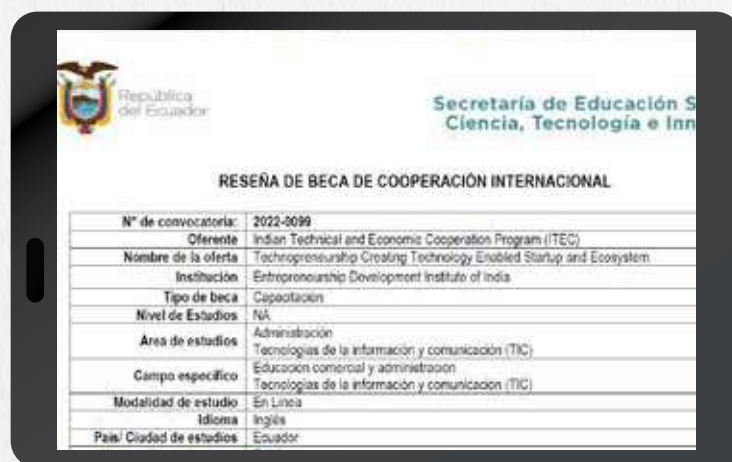 República
del Ecuador
Secretaría de Educación S
Ciencia, Tecnología e Inn
RESEÑA DE BECA DE COOPERACIÓN INTERNACIONAL
N° de convocatoria: 2022-0099
Oferente Indian Technical and Economic Cooperation Program (ITEC)
Nombre de la oferta Technopreneurship Creating Technology Enabled Startup and Ecosystem
Institución Entrepreneurship Development Institute of India
Tipo de beca Capacitación
Nivel de Estudios NA
Área de estudios Administración
Tecnologías de la información y comunicación (TIC)
Campo específico Educación comercial y administración
Tecnologías de la información y comunicación (TIC)
Modalidad de estudio En Línea
Idioma Inglés
País/ Ciudad de estudios Ecuador